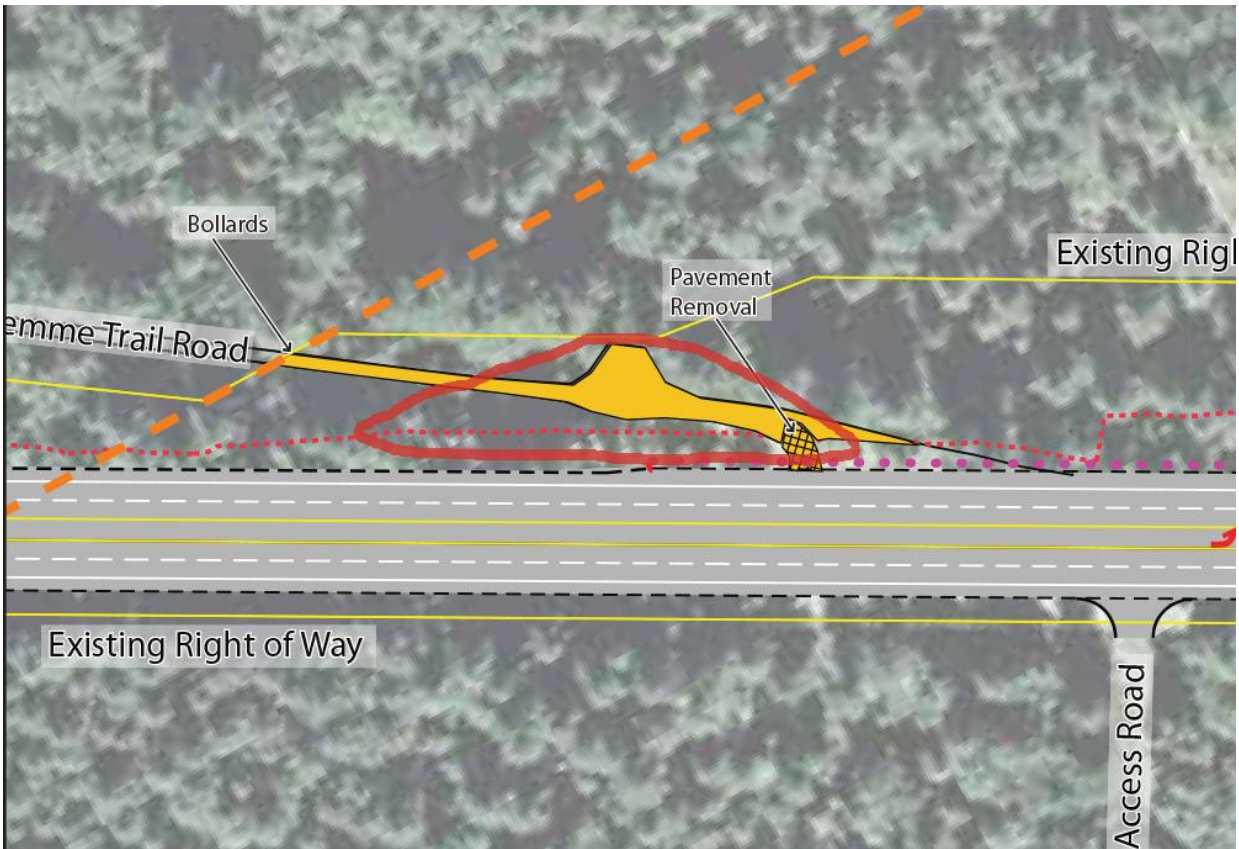 Bollards
Pavement
Removal
Existing Righ
emme Trail Road
Existing Right of Way
Access Road